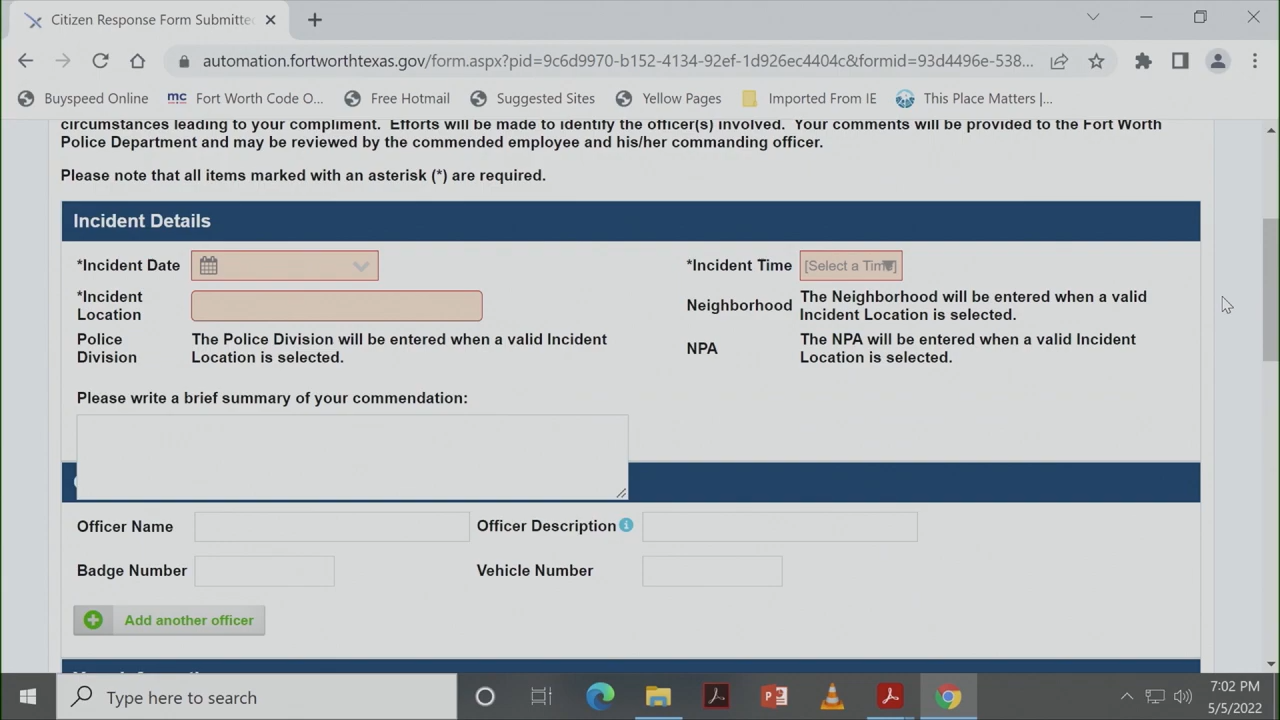 Citizen Response Form Submitte
automation.fortworthtexas.gov/form.aspx?pid=9c6d9970-b152-4134-92ef-1d926ec4404c&formid=93d4496e-538...
Buyspeed Online
mc
Fort Worth Code O...
Free Hotmail
Suggested Sites
Yellow Pages
Imported From IE
This Place Matters |...
circumstances leading to your compliment. Efforts will be made to identify the officer(s) involved. Your comments will be provided to the Fort Worth
Police Department and may be reviewed by the commended employee and his/her commanding officer.
Please note that all items marked with an asterisk (*) are required.
Incident Details
*Incident Date
*Incident Time
[Select a Time]
*Incident
Location
Neighborhood
The Neighborhood will be entered when a valid
Incident Location is selected.
Police
Division
The Police Division will be entered when a valid Incident
Location is selected.
NPA
The NPA will be entered when a valid Incident
Location is selected.
Please write a brief summary of your commendation:
Officer Name
Officer Description
Badge Number
Vehicle Number
Add another officer
Type here to search
7:02 PM
5/5/2022